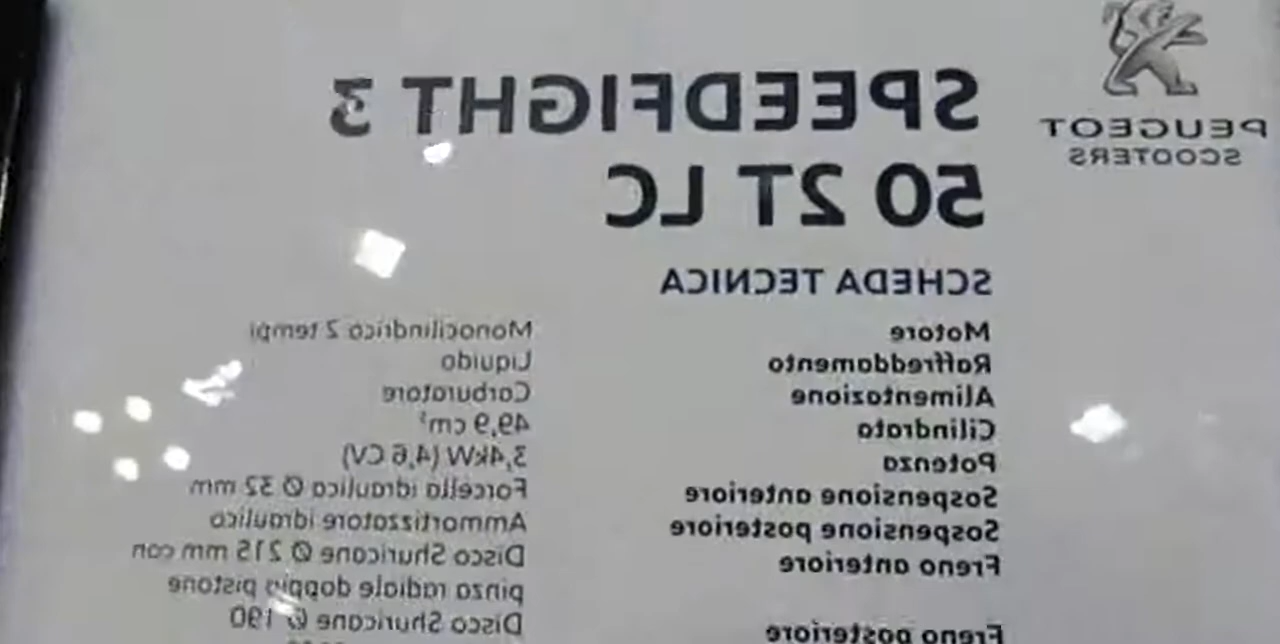 PEUGEOT
SCOOTERS
SPEEDFIGHT 3
50 2T LC
SCHEDA TECNICA
Motore Monocilindrico 2 tempi
Raffreddamento Liquido
Alimentazione Carburatore
Cilindrata 49,9 cm³
Potenza 3,4kW (4,6 CV)
Sospensione anteriore Forcella idraulica Ø 32 mm
Sospensione posteriore Ammortizzatore idraulico
Freno anteriore Disco Shuricane Ø 215 mm con
pinza radiale doppio pistone
Freno posteriore Disco Shuricane Ø 190